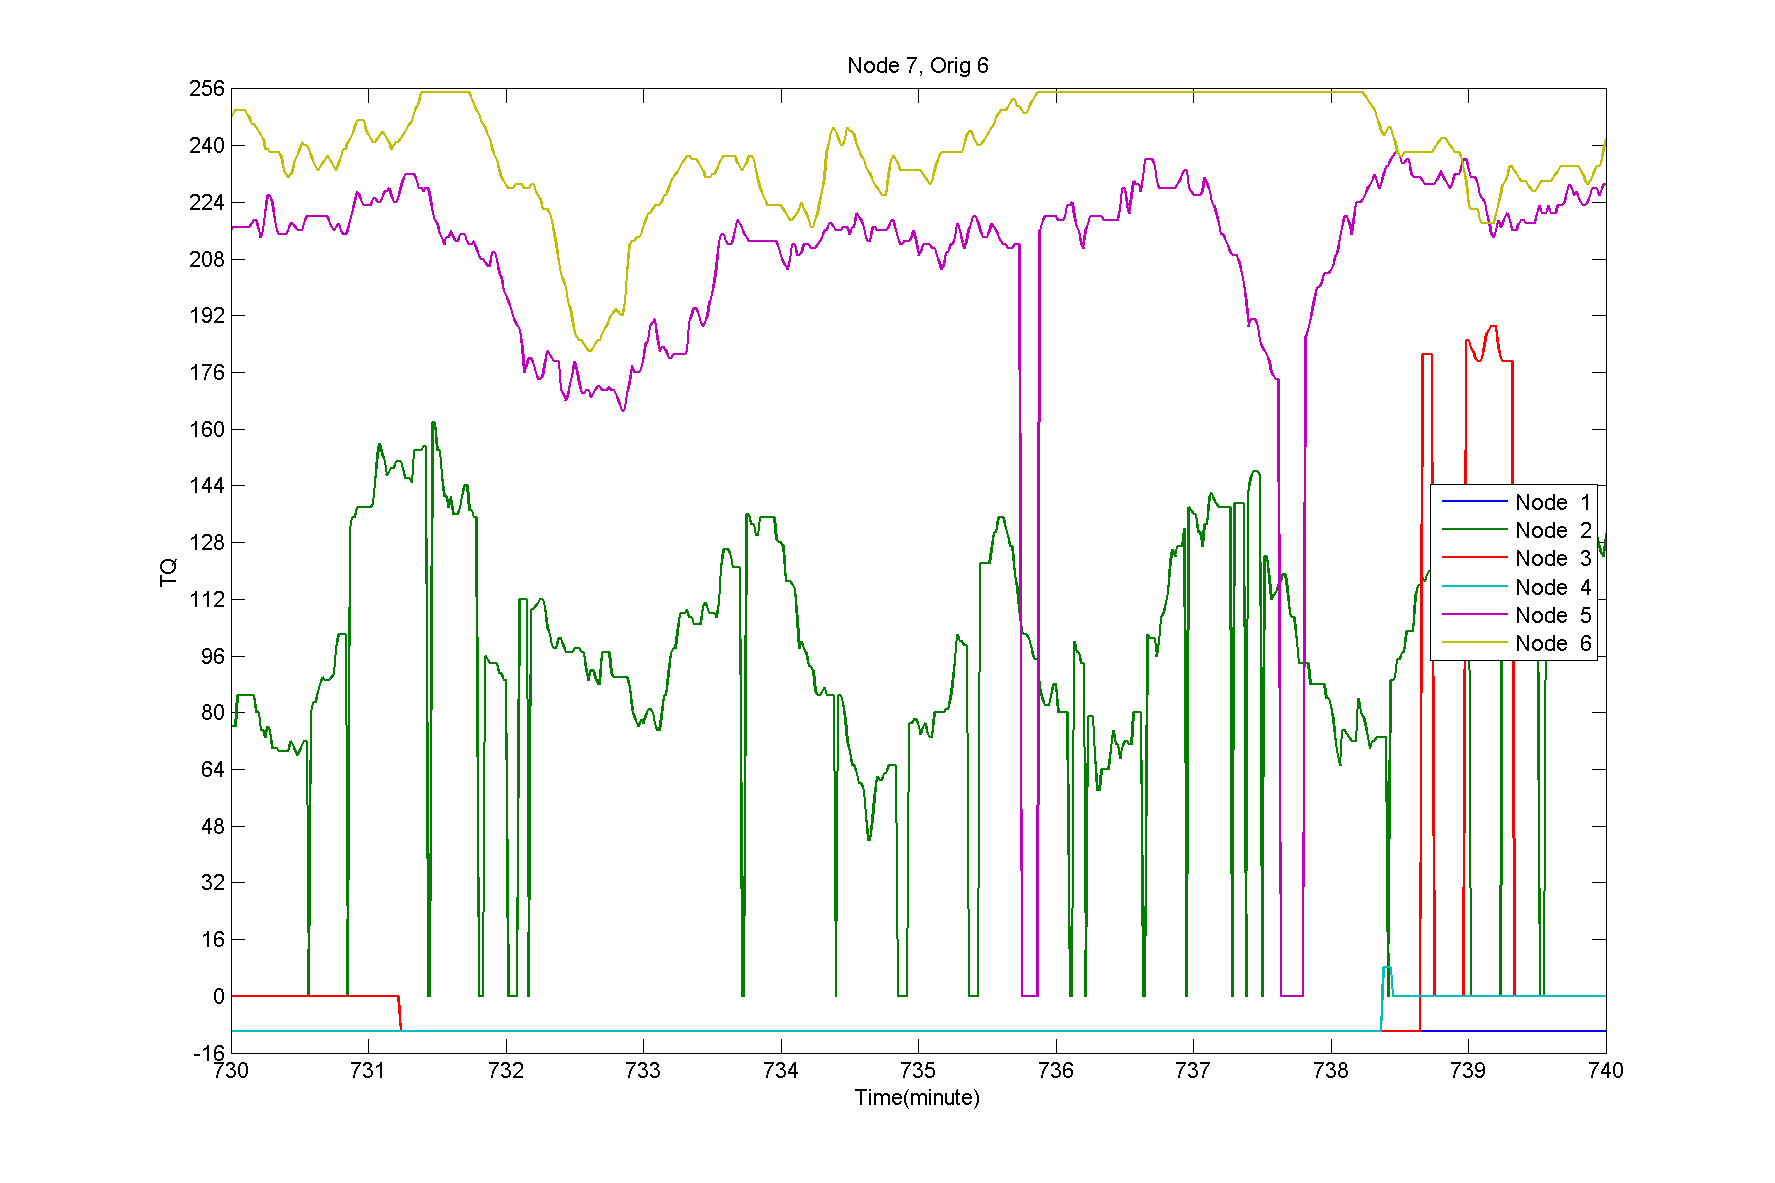 Node 7, Orig 6
256
240
224
208
192
176
160
144
128
112
96
80
64
48
32
16
0
-16
TQ
Node 1
Node 2
Node 3
Node 4
Node 5
Node 6
730 731 732 733 734 735 736 737 738 739 740
Time(minute)